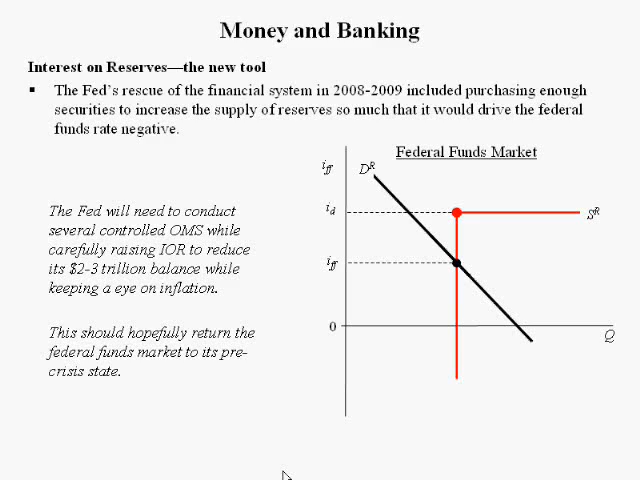 Money and Banking
Interest on Reserves—the new tool
▪ The Fed's rescue of the financial system in 2008-2009 included purchasing enough
securities to increase the supply of reserves so much that it would drive the federal
funds rate negative.
Federal Funds Market
iff
DR
The Fed will need to conduct
several controlled OMS while
carefully raising IOR to reduce
its $2-3 trillion balance while
keeping a eye on inflation.
id
SR
iff
This should hopefully return the
federal funds market to its pre-
crisis state.
0
Q